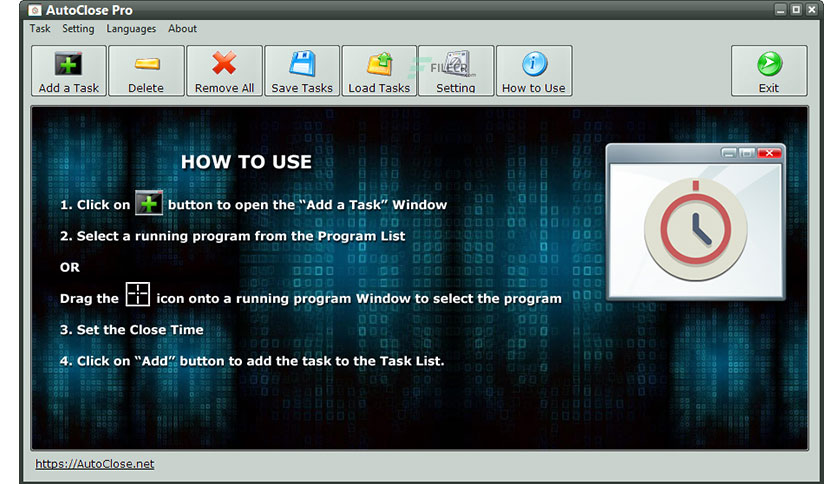 AutoClose Pro
Task Setting Languages About
Add a Task Delete Remove All Save Tasks Load Tasks Setting How to Use Exit
FILECR
.com
HOW TO USE
1. Click on button to open the “Add a Task” Window
2. Select a running program from the Program List
OR
Drag the icon onto a running program Window to select the program
3. Set the Close Time
4. Click on “Add” button to add the task to the Task List.
https://AutoClose.net